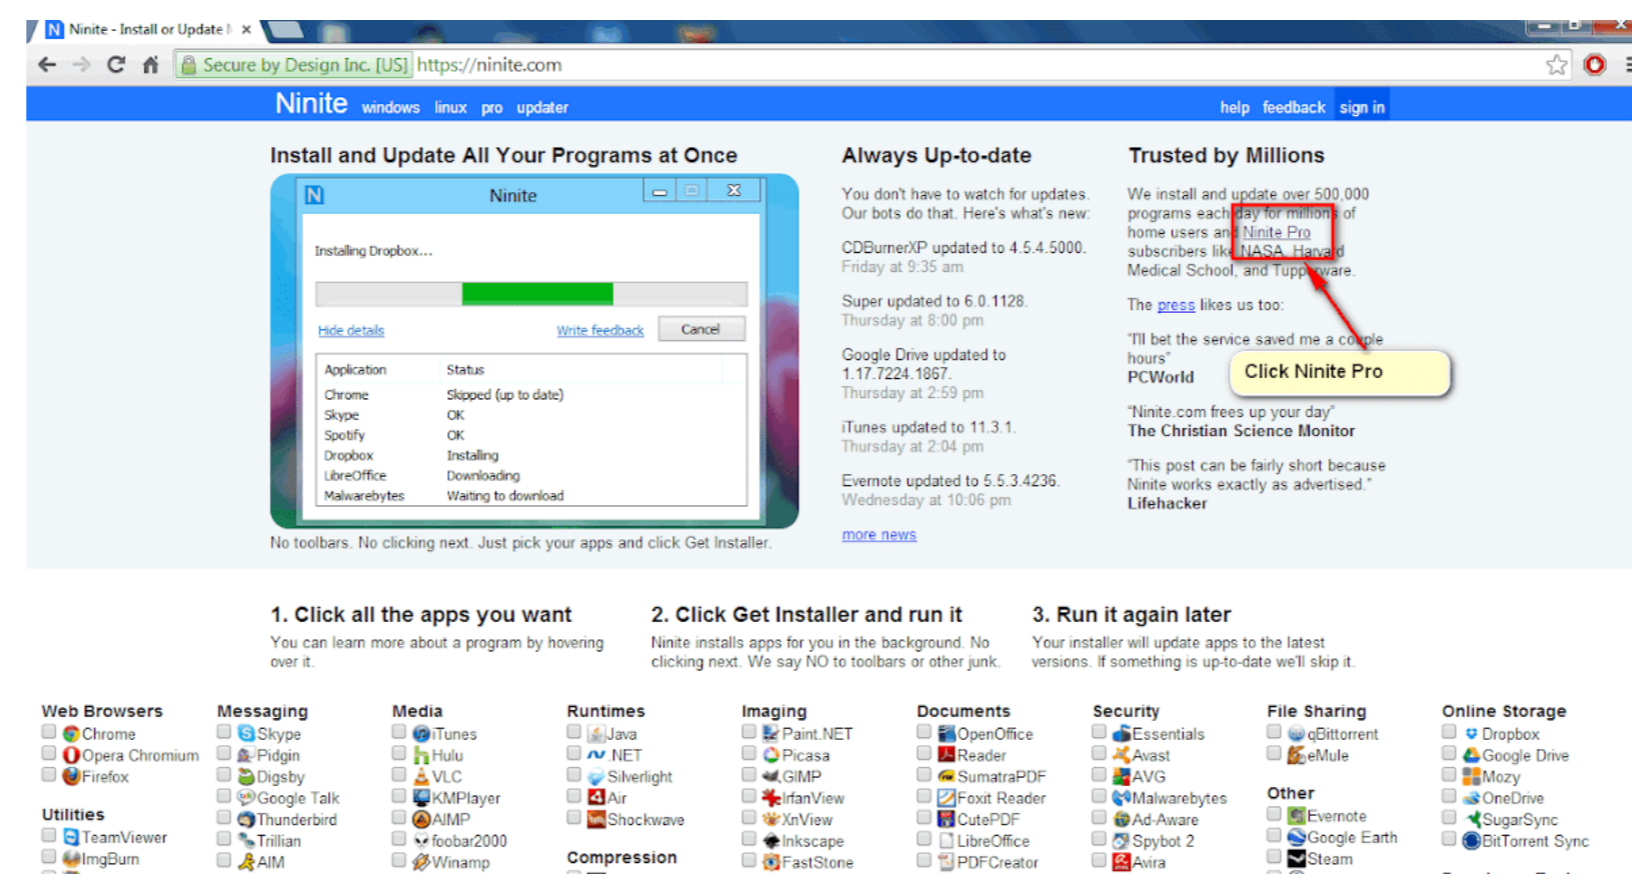 Ninite - Install or Update
Secure by Design Inc. [US] https://ninite.com
Ninite windows linux pro updater
help feedback sign in
Install and Update All Your Programs at Once
Ninite
Installing Dropbox...
Hide details
Write feedback
Cancel
Application Status
Chrome Skipped (up to date)
Skype OK
Spotify OK
Dropbox Installing
LibreOffice Downloading
Malwarebytes Waiting to download
No toolbars. No clicking next. Just pick your apps and click Get Installer.
Always Up-to-date
You don't have to watch for updates.
Our bots do that. Here's what's new:
CDBurnerXP updated to 4.5.4.5000.
Friday at 9:35 am
Super updated to 6.0.1128.
Thursday at 8:00 pm
Google Drive updated to
1.17.7224.1867.
Thursday at 2:59 pm
iTunes updated to 11.3.1.
Thursday at 2:04 pm
Evernote updated to 5.5.3.4236.
Wednesday at 10:06 pm
more news
Trusted by Millions
We install and update over 500,000
programs each day for millions of
home users and Ninite Pro
subscribers like NASA, Harvard
Medical School, and Tupperware.
The press likes us too:
"I'll bet the service saved me a couple
hours"
PCWorld
Click Ninite Pro
"Ninite.com frees up your day"
The Christian Science Monitor
"This post can be fairly short because
Ninite works exactly as advertised."
Lifehacker
1. Click all the apps you want
You can learn more about a program by hovering
over it.
2. Click Get Installer and run it
Ninite installs apps for you in the background. No
clicking next. We say NO to toolbars or other junk.
3. Run it again later
Your installer will update apps to the latest
versions. If something is up-to-date we'll skip it.
Web Browsers
Chrome
Opera Chromium
Firefox
Utilities
TeamViewer
ImgBurn
Messaging
Skype
Pidgin
Digsby
Google Talk
Thunderbird
Trillian
AIM
Media
iTunes
Hulu
VLC
KMPlayer
AIMP
foobar2000
Winamp
Runtimes
Java
.NET
Silverlight
Air
Shockwave
Compression
Imaging
Paint.NET
Picasa
GIMP
IrfanView
XnView
Inkscape
FastStone
Documents
OpenOffice
Reader
SumatraPDF
Foxit Reader
CutePDF
LibreOffice
PDFCreator
Security
Essentials
Avast
AVG
Malwarebytes
Ad-Aware
Spybot 2
Avira
File Sharing
qBittorrent
eMule
Other
Evernote
Google Earth
Steam
Online Storage
Dropbox
Google Drive
Mozy
OneDrive
SugarSync
BitTorrent Sync